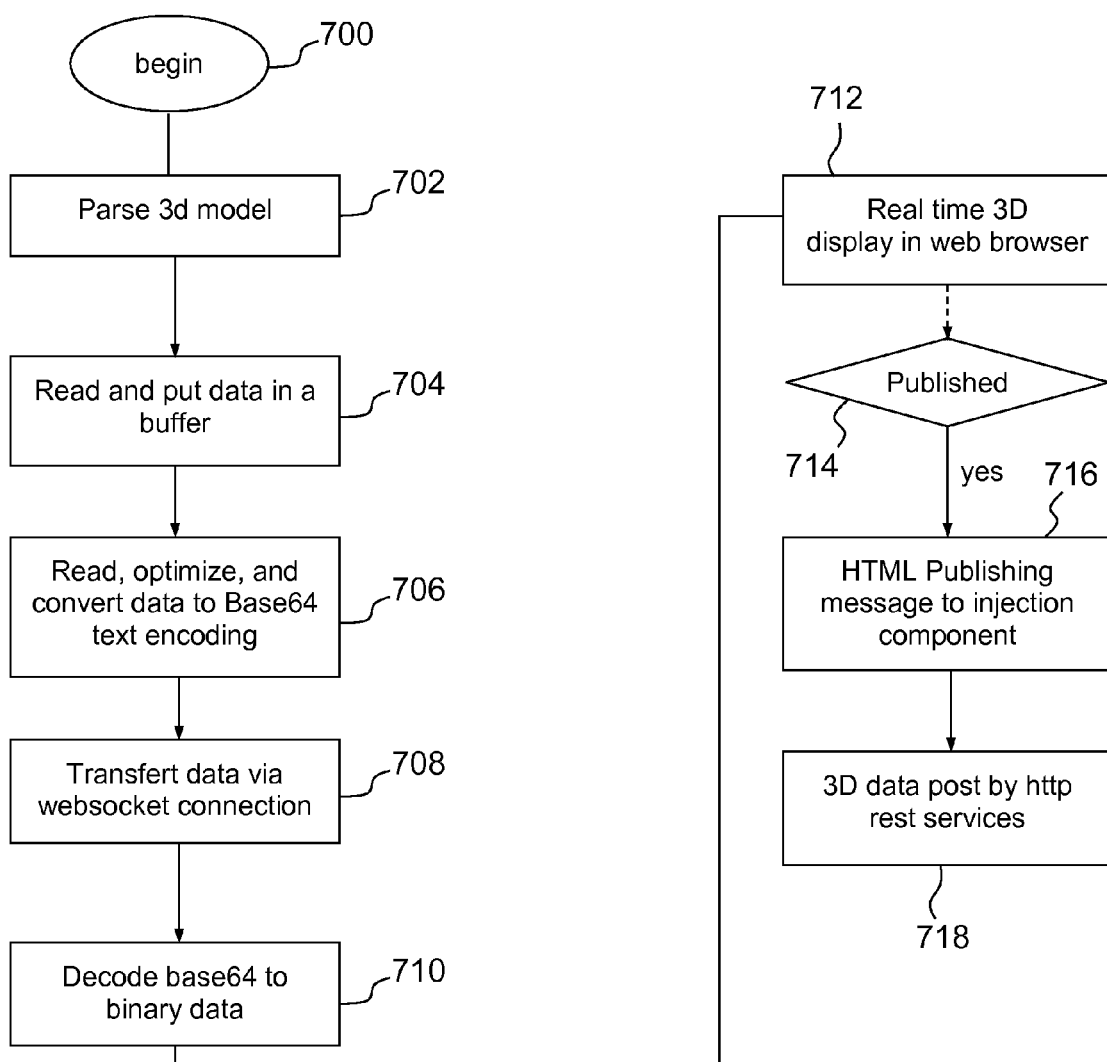 begin
700
Parse 3d model
702
Read and put data in a
buffer
704
Read, optimize, and
convert data to Base64
text encoding
706
Transfert data via
websocket connection
708
Decode base64 to
binary data
710
712
Real time 3D
display in web browser
Published
714
yes
716
HTML Publishing
message to injection
component
3D data post by http
rest services
718